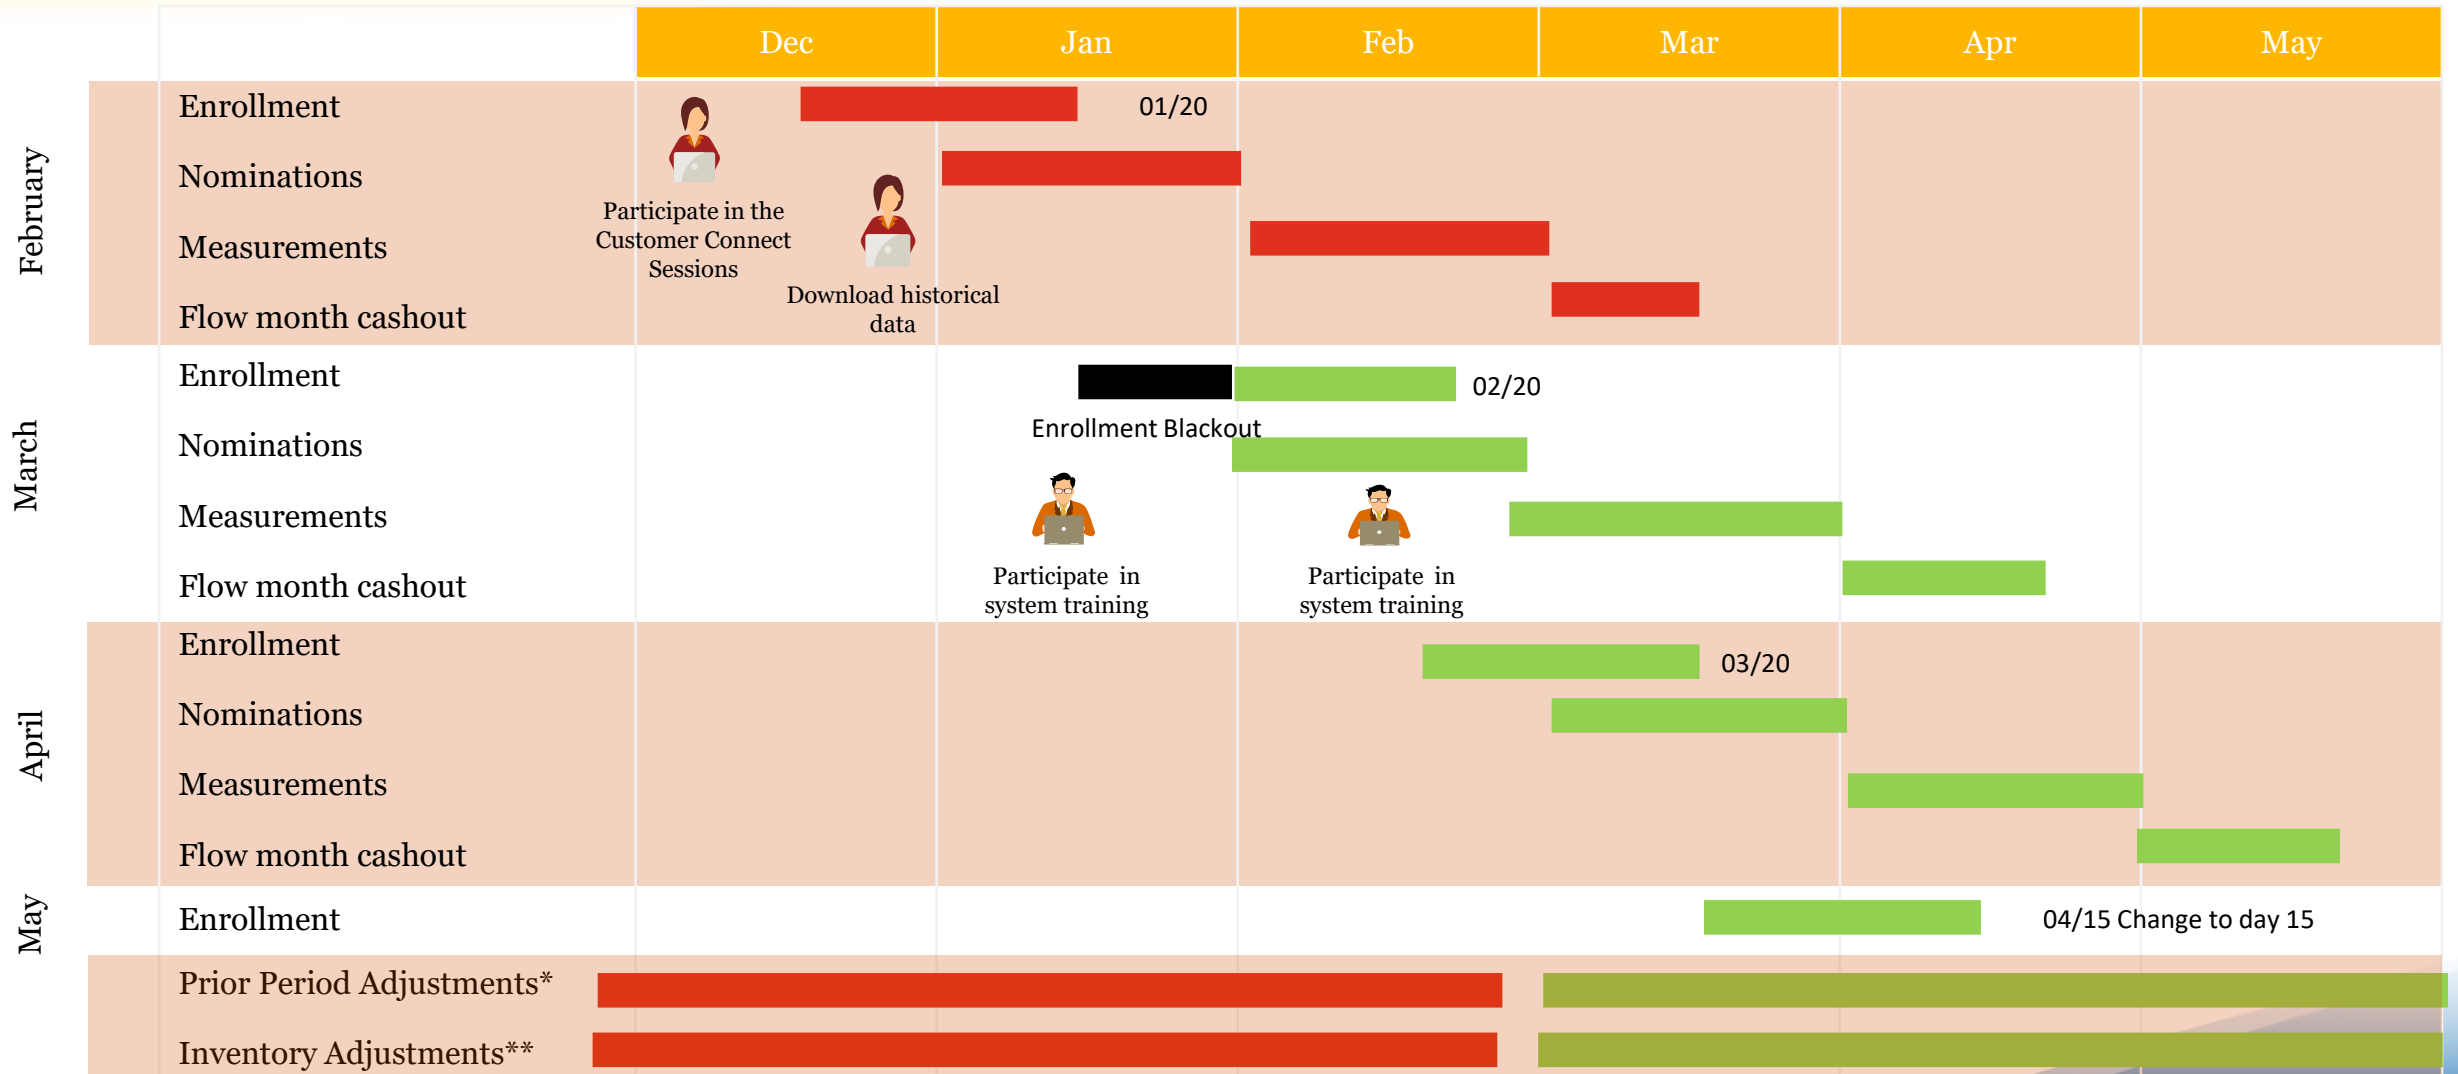 Dec Jan Feb Mar Apr May
February
Enrollment
01/20
Nominations
Participate in the
Customer Connect
Sessions
Measurements
Download historical
data
Flow month cashout
March
Enrollment
02/20
Enrollment Blackout
Nominations
Measurements
Participate in
system training
Participate in
system training
Flow month cashout
April
Enrollment
03/20
Nominations
Measurements
Flow month cashout
May
Enrollment
04/15 Change to day 15
Prior Period Adjustments*
Inventory Adjustments**